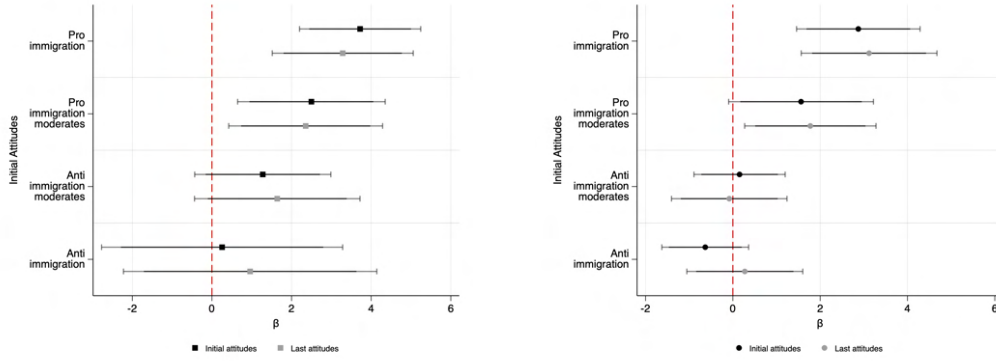 Pro
immigration
Pro
immigration
moderates
Anti
immigration
moderates
Anti
immigration
Initial Attitudes
-2 0 2 4 6
β
Initial attitudes Last attitudes
Pro
immigration
Pro
immigration
moderates
Anti
immigration
moderates
Anti
immigration
Initial Attitudes
-2 0 2 4 6
β
Initial attitudes Last attitudes